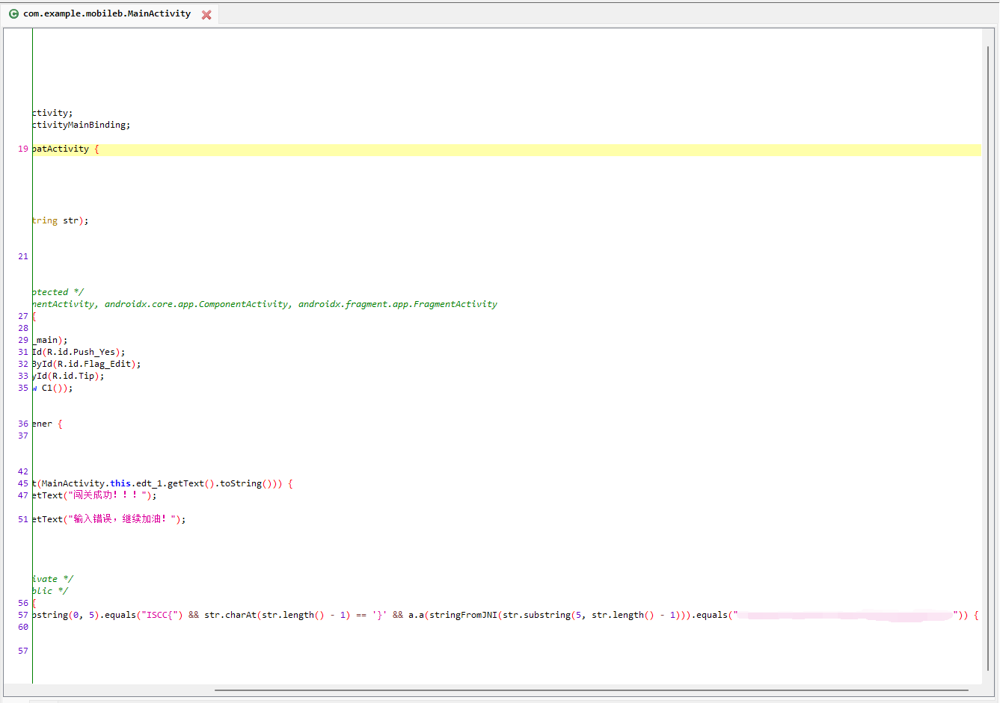 com.example.mobileb.MainActivity
ctivity;
ctivityMainBinding;
19 patActivity {
tring str);
21
otected */
nentActivity, androidx.core.app.ComponentActivity, androidx.fragment.app.FragmentActivity
27 {
28
29 _main);
31 Id(R.id.Push_Yes);
32 ById(R.id.Flag_Edit);
33 yId(R.id.Tip);
35 w C1());
36 ener {
37
42
45 t(MainActivity.this.edt_1.getText().toString())) {
47 etText("闯关成功!!!");
51 etText("输入错误，继续加油!");
ivate */
blic */
56 {
57 bstring(0, 5).equals("ISCC{") && str.charAt(str.length() - 1) == '}' && a.a(stringFromJNI(str.substring(5, str.length() - 1))).equals("")) {
60
57